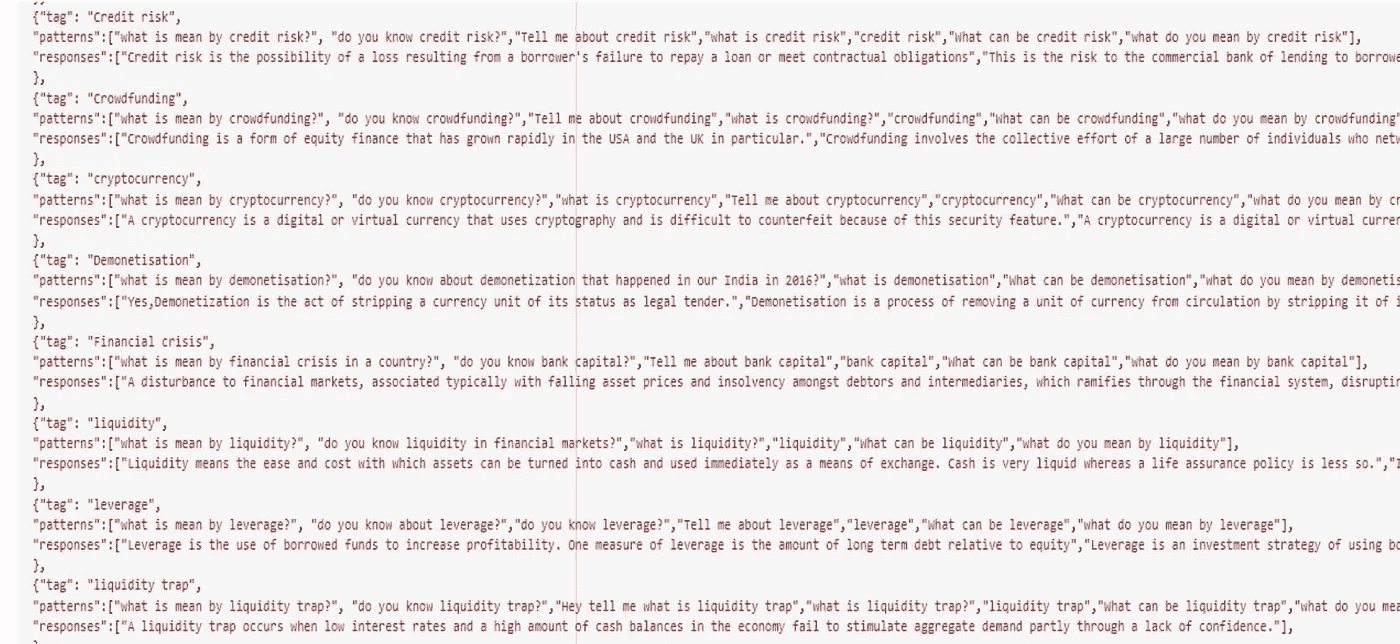 },
{"tag": "Credit risk",
"patterns":["what is mean by credit risk?", "do you know credit risk?","Tell me about credit risk","what is credit risk","credit risk","What can be credit risk","what do you mean by credit risk"],
"responses":["Credit risk is the possibility of a loss resulting from a borrower's failure to repay a loan or meet contractual obligations","This is the risk to the commercial bank of lending to borrowe
},
{"tag": "Crowdfunding",
"patterns":["what is mean by crowdfunding?", "do you know crowdfunding?","Tell me about crowdfunding","what is crowdfunding?","crowdfunding","What can be crowdfunding","what do you mean by crowdfunding"
"responses":["Crowdfunding is a form of equity finance that has grown rapidly in the USA and the UK in particular.","Crowdfunding involves the collective effort of a large number of individuals who netw
},
{"tag": "cryptocurrency",
"patterns":["what is mean by cryptocurrency?", "do you know cryptocurrency?","what is cryptocurrency","Tell me about cryptocurrency","cryptocurrency","What can be cryptocurrency","what do you mean by cr
"responses":["A cryptocurrency is a digital or virtual currency that uses cryptography and is difficult to counterfeit because of this security feature.","A cryptocurrency is a digital or virtual curren
},
{"tag": "Demonetisation",
"patterns":["what is mean by demonetisation?", "do you know about demonetization that happened in our India in 2016?","what is demonetisation","What can be demonetisation","what do you mean by demonetis
"responses":["Yes,Demonetization is the act of stripping a currency unit of its status as legal tender.","Demonetisation is a process of removing a unit of currency from circulation by stripping it of i
},
{"tag": "Financial crisis",
"patterns":["what is mean by financial crisis in a country?", "do you know bank capital?","Tell me about bank capital","bank capital","What can be bank capital","what do you mean by bank capital"],
"responses":["A disturbance to financial markets, associated typically with falling asset prices and insolvency amongst debtors and intermediaries, which ramifies through the financial system, disruptin
},
{"tag": "liquidity",
"patterns":["what is mean by liquidity?", "do you know liquidity in financial markets?","what is liquidity?","liquidity","What can be liquidity","what do you mean by liquidity"],
"responses":["Liquidity means the ease and cost with which assets can be turned into cash and used immediately as a means of exchange. Cash is very liquid whereas a life assurance policy is less so.","I
},
{"tag": "leverage",
"patterns":["what is mean by leverage?", "do you know about leverage?","do you know leverage?","Tell me about leverage","leverage","What can be leverage","what do you mean by leverage"],
"responses":["Leverage is the use of borrowed funds to increase profitability. One measure of leverage is the amount of long term debt relative to equity","Leverage is an investment strategy of using bo
},
{"tag": "liquidity trap",
"patterns":["what is mean by liquidity trap?", "do you know liquidity trap?","Hey tell me what is liquidity trap","what is liquidity trap?","liquidity trap","What can be liquidity trap","what do you mea
"responses":["A liquidity trap occurs when low interest rates and a high amount of cash balances in the economy fail to stimulate aggregate demand partly through a lack of confidence."],